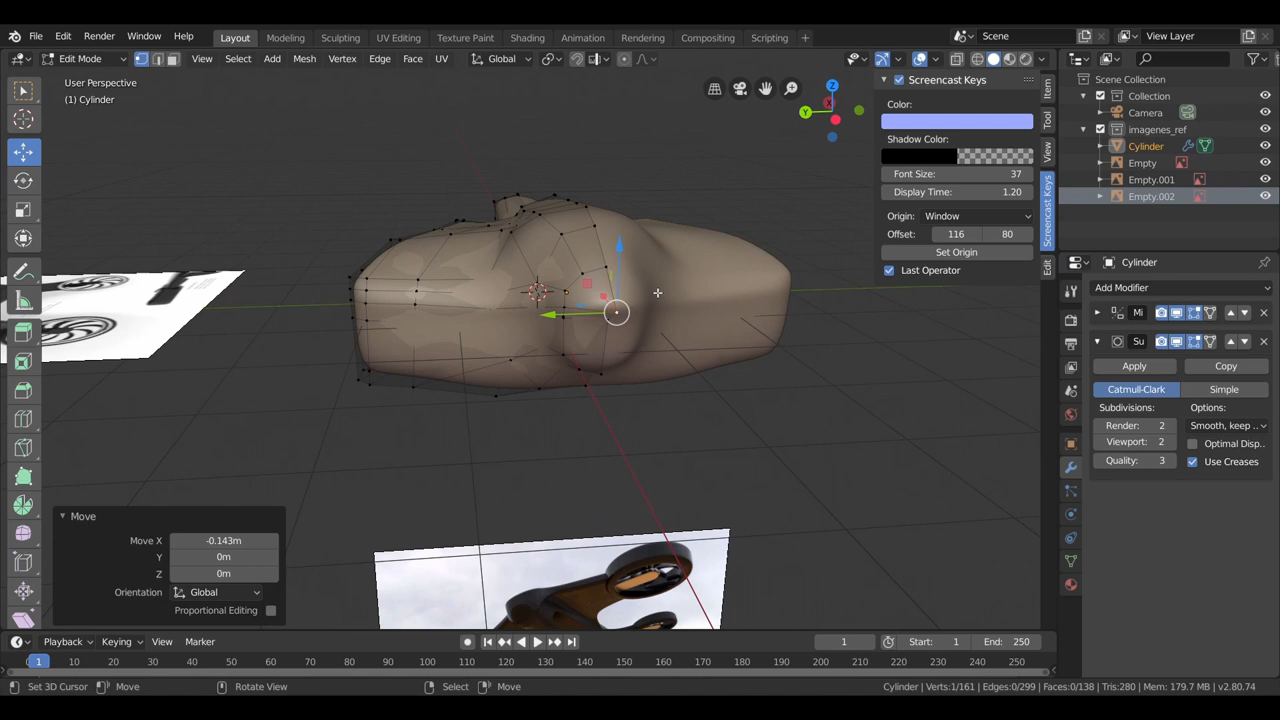 File Edit Render Window Help Layout Modeling Sculpting UV Editing Texture Paint Shading Animation Rendering Compositing Scripting + Scene View Layer
Edit Mode View Select Add Mesh Vertex Edge Face UV Global
User Perspective
(1) Cylinder
Z
Y
X
Screencast Keys
Color:
Shadow Color:
Font Size: 37
Display Time: 1.20
Origin: Window
Offset: 116 80
Set Origin
Last Operator
Item
Tool
View
Screencast Keys
Edit
Scene Collection
Collection
Camera
imagenes_ref
Cylinder
Empty
Empty.001
Empty.002
Cylinder
Add Modifier
Mi
Su
Apply Copy
Catmull-Clark Simple
Subdivisions: Options:
Render: 2 Smooth, keep ..
Viewport: 2 Optimal Disp..
Quality: 3 Use Creases
Move
Move X -0.143m
Y 0m
Z 0m
Orientation Global
Proportional Editing
Playback Keying View Marker 1 Start: 1 End: 250
1 10 20 30 40 50 60 70 80 90 100 110 120 130 140 150 160 170 180 190 200 210 220 230 240 250
Set 3D Cursor Move Rotate View Select Move Cylinder | Verts:1/161 | Edges:0/299 | Faces:0/138 | Tris:280 | Mem: 179.7 MB | v2.80.74